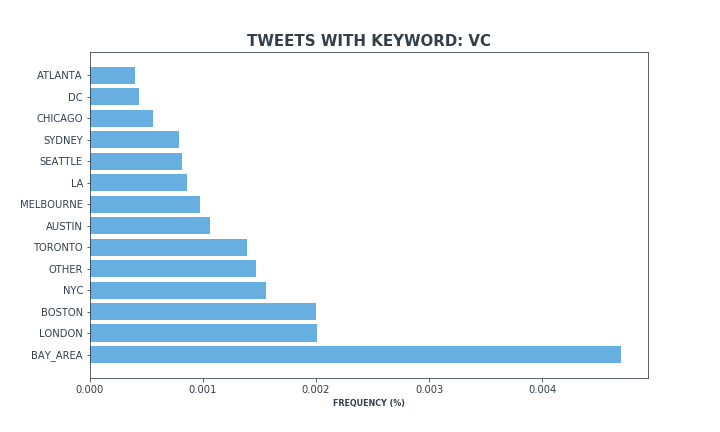 TWEETS WITH KEYWORD: VC
ATLANTA
DC
CHICAGO
SYDNEY
SEATTLE
LA
MELBOURNE
AUSTIN
TORONTO
OTHER
NYC
BOSTON
LONDON
BAY_AREA
0.000 0.001 0.002 0.003 0.004
FREQUENCY (%)